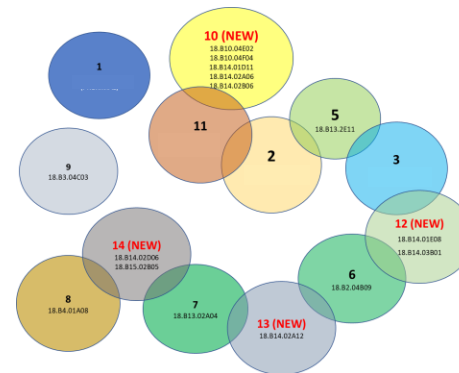 10 (NEW)
18.B10.04E02
18.B10.04F04
18.B14.01D11
18.B14.02A06
18.B14.02B06
1
5
18.B13.2E11
11
2
3
9
18.B3.04C03
12 (NEW)
18.B14.01E08
18.B14.03B01
14 (NEW)
18.B14.02D06
18.B15.02B05
6
18.B2.04B09
8
18.B4.01A08
7
18.B13.02A04
13 (NEW)
18.B14.02A12